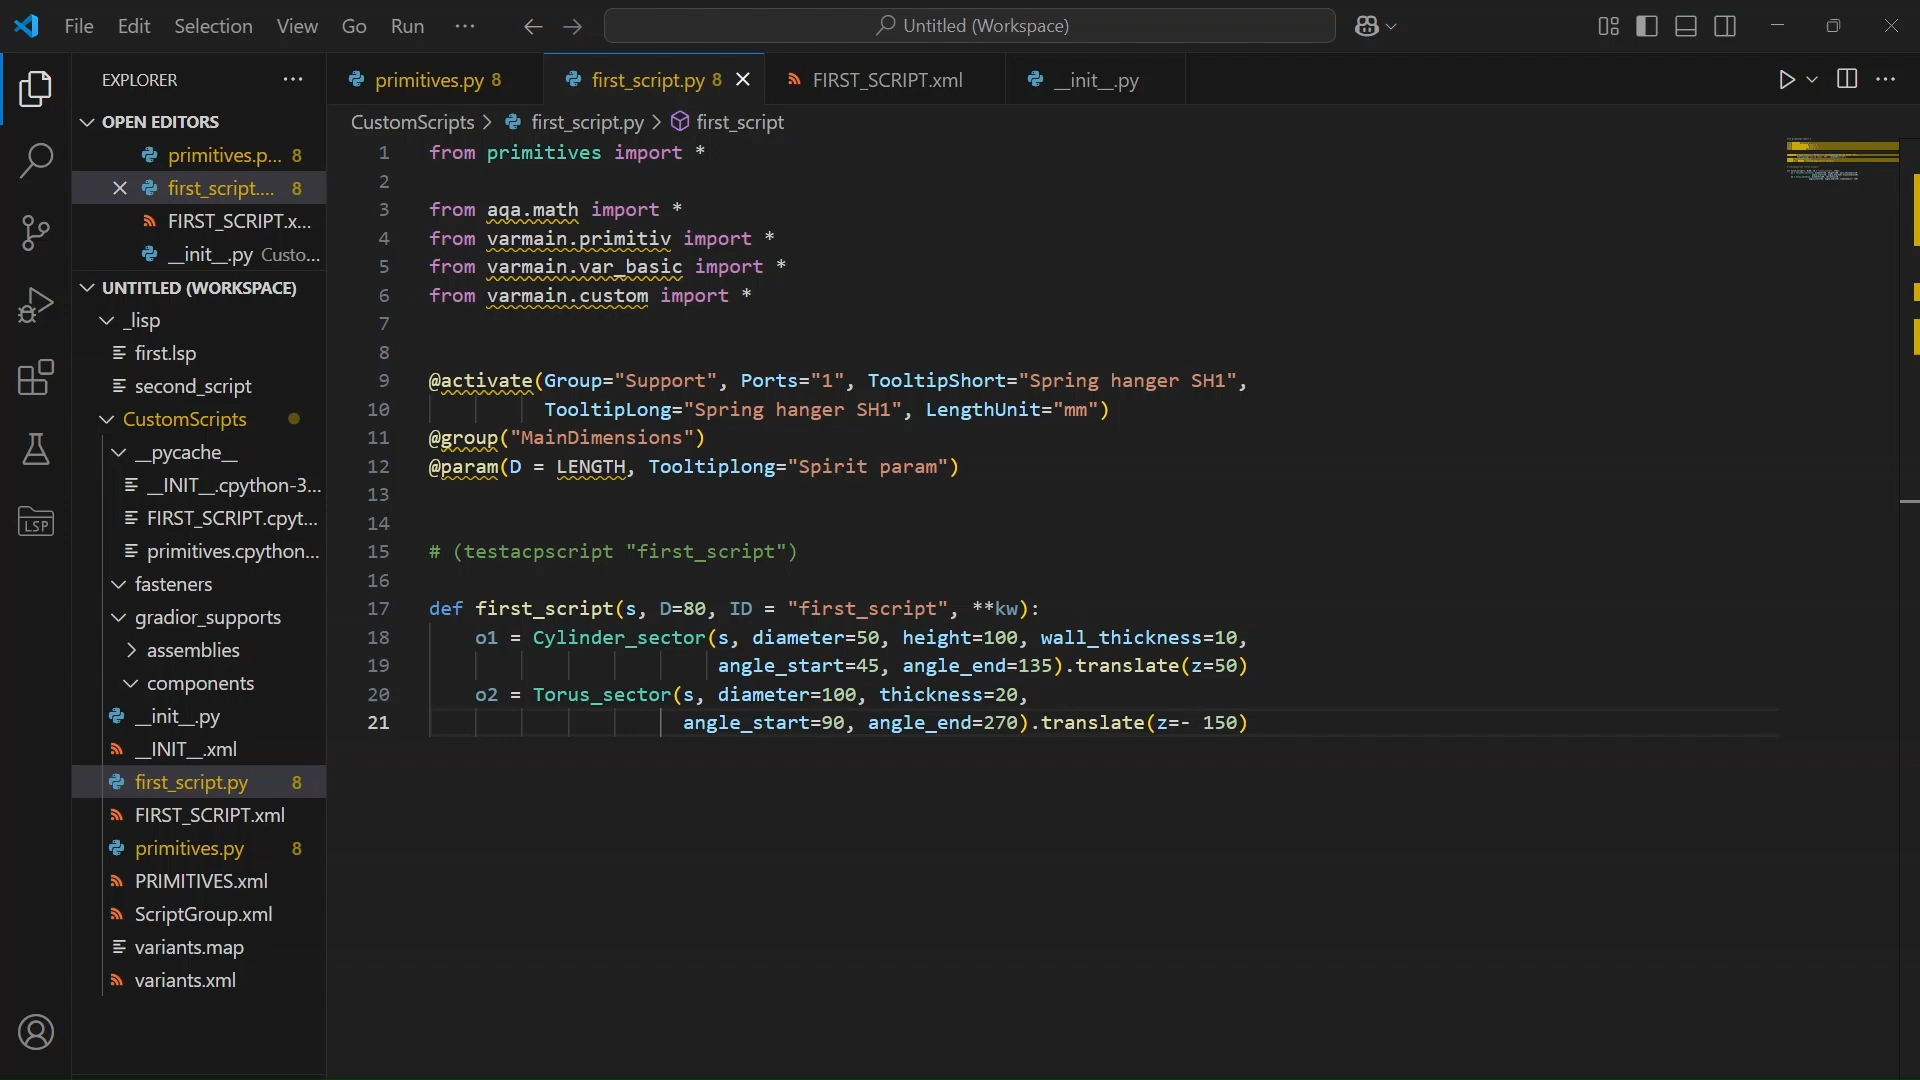 File Edit Selection View Go Run ··· Untitled (Workspace)
EXPLORER ···
OPEN EDITORS
primitives.p... 8
first_script.... 8
FIRST_SCRIPT.x...
__init__.py Custo...
UNTITLED (WORKSPACE)
_lisp
first.lsp
second_script
CustomScripts
__pycache__
__INIT__.cpython-3...
FIRST_SCRIPT.cpyt...
primitives.cpython...
fasteners
gradior_supports
assemblies
components
__init__.py
__INIT__.xml
first_script.py 8
FIRST_SCRIPT.xml
primitives.py 8
PRIMITIVES.xml
ScriptGroup.xml
variants.map
variants.xml
LSP
primitives.py 8 first_script.py 8 FIRST_SCRIPT.xml __init__.py
CustomScripts > first_script.py > first_script
1 from primitives import *
2
3 from aqa.math import *
4 from varmain.primitiv import *
5 from varmain.var_basic import *
6 from varmain.custom import *
7
8
9 @activate(Group="Support", Ports="1", TooltipShort="Spring hanger SH1",
10 TooltipLong="Spring hanger SH1", LengthUnit="mm")
11 @group("MainDimensions")
12 @param(D = LENGTH, Tooltiplong="Spirit param")
13
14
15 # (testacpscript "first_script")
16
17 def first_script(s, D=80, ID = "first_script", **kw):
18 o1 = Cylinder_sector(s, diameter=50, height=100, wall_thickness=10,
19 angle_start=45, angle_end=135).translate(z=50)
20 o2 = Torus_sector(s, diameter=100, thickness=20,
21 angle_start=90, angle_end=270).translate(z=- 150)